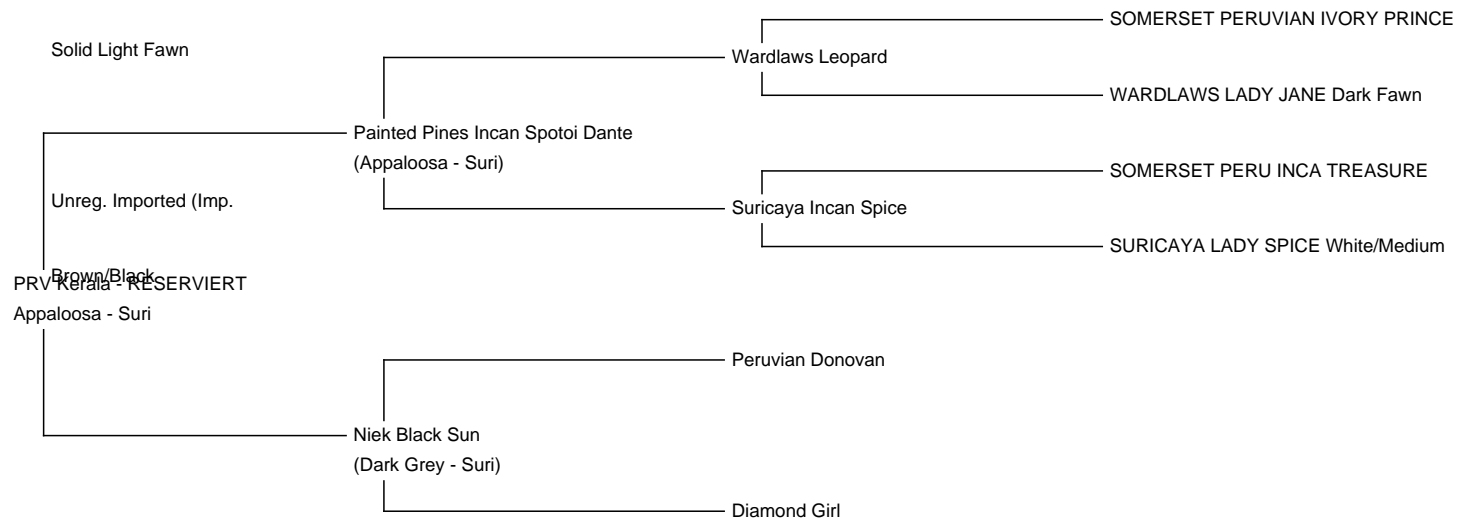 SOMERSET PERUVIAN IVORY PRINCE
Solid Light Fawn
Wardlaws Leopard
WARDLAWS LADY JANE Dark Fawn
Painted Pines Incan Spotoi Dante
(Appaloosa - Suri)
SOMERSET PERU INCA TREASURE
Unreg. Imported (Imp.
Suricaya Incan Spice
SURICAYA LADY SPICE White/Medium
Brown/Black
PRV Kerala - RESERVIERT
Appaloosa - Suri
Peruvian Donovan
Niek Black Sun
(Dark Grey - Suri)
Diamond Girl